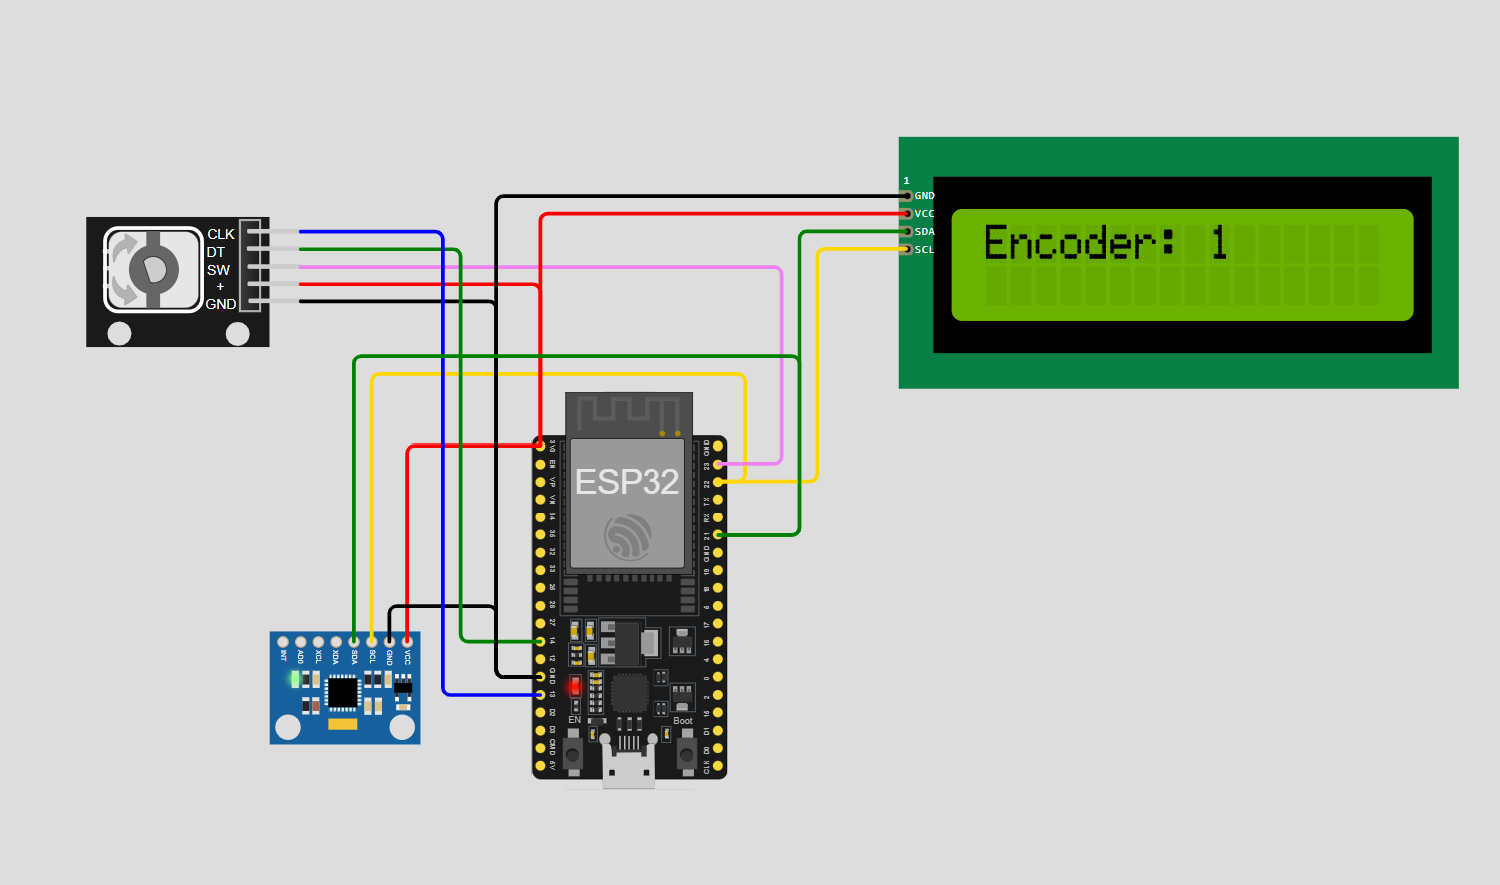 CLK
DT
SW
+
GND
1
GND
VCC
SDA
SCL
Encoder: 1
ESP32
3V3
EN
VP
VN
34
35
32
33
25
26
27
14
12
GND
13
D2
D3
CMD
5V
GND
23
22
TX
RX
21
GND
19
18
5
17
16
4
0
2
15
D1
D0
CLK
EN
Boot
INT
AD0
XCL
XDA
SDA
SCL
GND
VCC